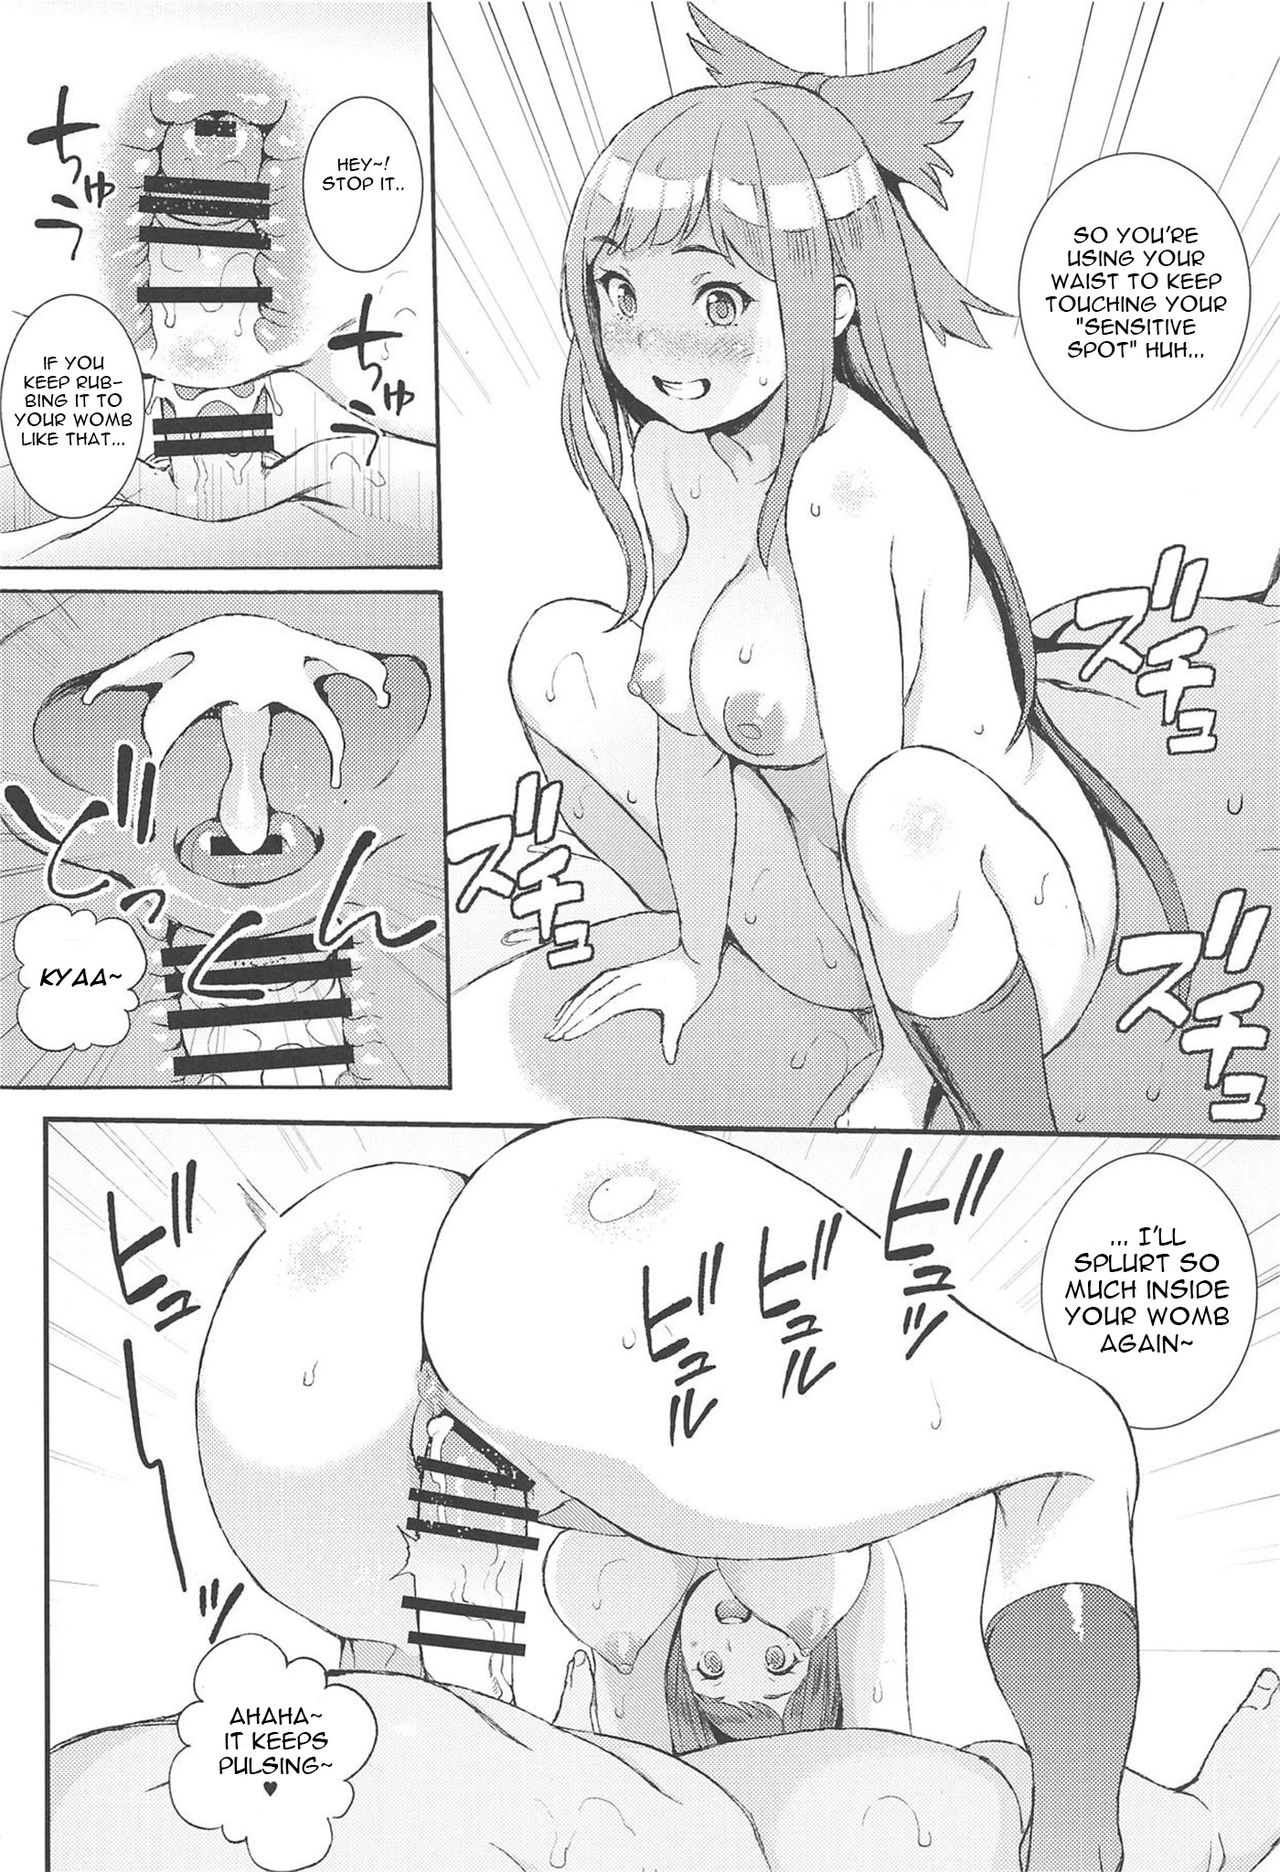 SO YOU'RE
USING YOUR
WAIST TO KEEP
TOUCHING YOUR
"SENSITIVE
SPOT" HUH...
ズチュ
ズチュ
ズチュ
HEY~!
STOP IT..
ちゅ
ちゅ
IF YOU
KEEP RUB-
BING IT TO
YOUR WOMB
LIKE THAT...
どっくん
KYAA~
... I'LL
SPLURT SO
MUCH INSIDE
YOUR WOMB
AGAIN~
ビュッ
ビュル
ビュル
ビューッ
AHAHA~
IT KEEPS
PULSING~
♥